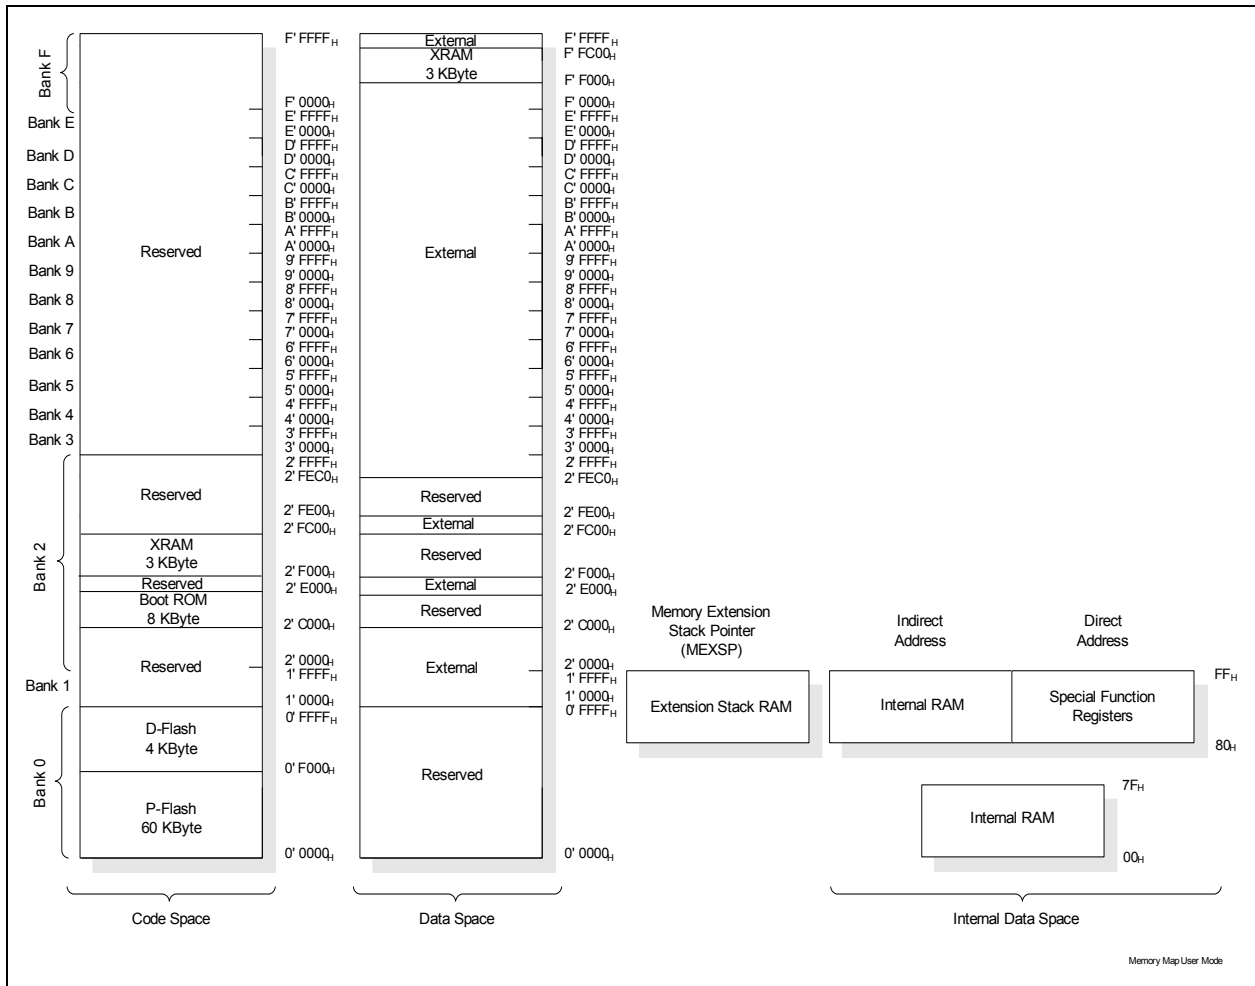 Bank F
Bank E
Bank D
Bank C
Bank B
Bank A
Bank 9
Bank 8
Bank 7
Bank 6
Bank 5
Bank 4
Bank 3
Bank 2
Bank 1
Bank 0
Reserved
Reserved
XRAM
3 KByte
Reserved
Boot ROM
8 KByte
Reserved
D-Flash
4 KByte
P-Flash
60 KByte
F' FFFFH
F' 0000H
E' FFFFH
E' 0000H
D' FFFFH
D' 0000H
C' FFFFH
C' 0000H
B' FFFFH
B' 0000H
A' FFFFH
A' 0000H
9' FFFFH
9' 0000H
8' FFFFH
8' 0000H
7' FFFFH
7' 0000H
6' FFFFH
6' 0000H
5' FFFFH
5' 0000H
4' FFFFH
4' 0000H
3' FFFFH
3' 0000H
2' FFFFH
2' FEC0H
2' FE00H
2' FC00H
2' F000H
2' E000H
2' C000H
2' 0000H
1' FFFFH
1' 0000H
0' FFFFH
0' F000H
0' 0000H
Code Space
External
XRAM
3 KByte
External
Reserved
External
Reserved
External
Reserved
External
Reserved
F' FFFFH
F' FC00H
F' F000H
F' 0000H
E' FFFFH
E' 0000H
D' FFFFH
D' 0000H
C' FFFFH
C' 0000H
B' FFFFH
B' 0000H
A' FFFFH
A' 0000H
9' FFFFH
9' 0000H
8' FFFFH
8' 0000H
7' FFFFH
7' 0000H
6' FFFFH
6' 0000H
5' FFFFH
5' 0000H
4' FFFFH
4' 0000H
3' FFFFH
3' 0000H
2' FFFFH
2' FEC0H
2' FE00H
2' FC00H
2' F000H
2' E000H
2' C000H
2' 0000H
1' FFFFH
1' 0000H
0' FFFFH
0' 0000H
Data Space
Memory Extension
Stack Pointer
(MEXSP)
Extension Stack RAM
Indirect
Address
Direct
Address
Internal RAM
Special Function
Registers
FFH
80H
Internal RAM
7FH
00H
Internal Data Space
Memory Map User Mode